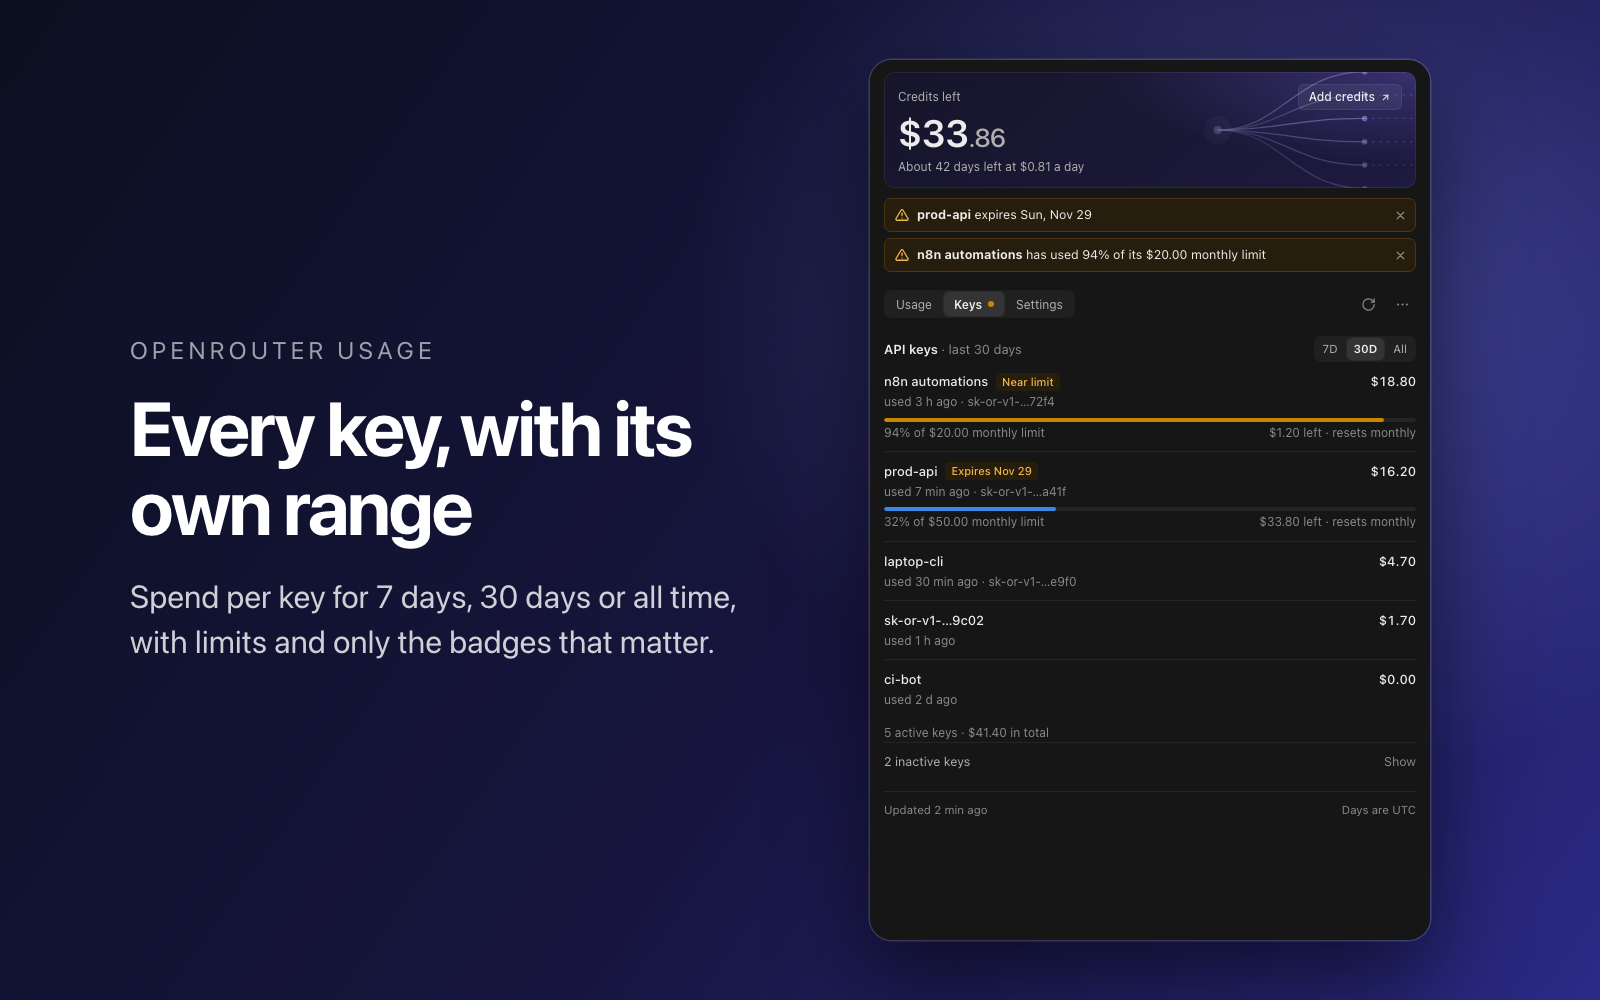 OPENROUTER USAGE
Every key, with its
own range
Spend per key for 7 days, 30 days or all time,
with limits and only the badges that matter.
Credits left
Add credits ↗
$33.86
About 42 days left at $0.81 a day
prod-api expires Sun, Nov 29
n8n automations has used 94% of its $20.00 monthly limit
Usage Keys Settings
API keys · last 30 days 7D 30D All
n8n automations Near limit $18.80
used 3 h ago · sk-or-v1-...72f4
94% of $20.00 monthly limit $1.20 left · resets monthly
prod-api Expires Nov 29 $16.20
used 7 min ago · sk-or-v1-...a41f
32% of $50.00 monthly limit $33.80 left · resets monthly
laptop-cli $4.70
used 30 min ago · sk-or-v1-...e9f0
sk-or-v1-...9c02 $1.70
used 1 h ago
ci-bot $0.00
used 2 d ago
5 active keys · $41.40 in total
2 inactive keys Show
Updated 2 min ago Days are UTC